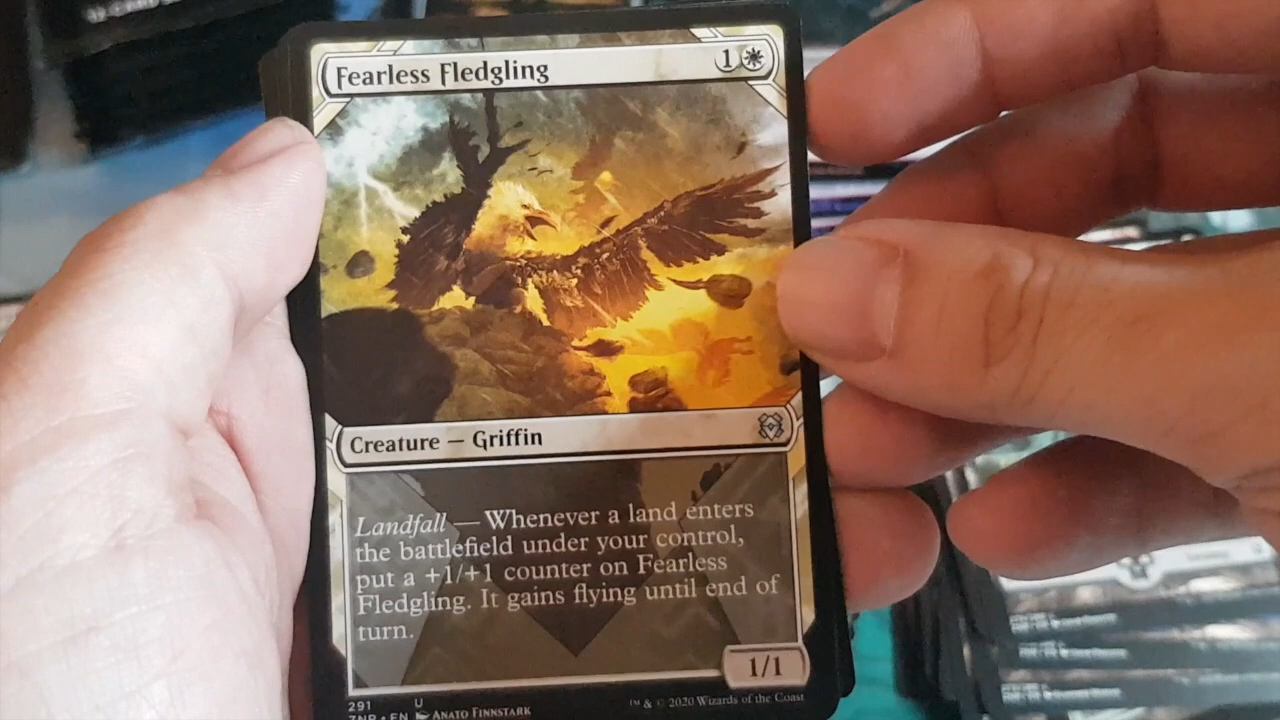 Fearless Fledgling 1
Creature — Griffin
Landfall — Whenever a land enters
the battlefield under your control,
put a +1/+1 counter on Fearless
Fledgling. It gains flying until end of
turn.
1/1
291 U
ZNR • EN ANATO FINNSTARK
™ & © 2020 Wizards of the Coast